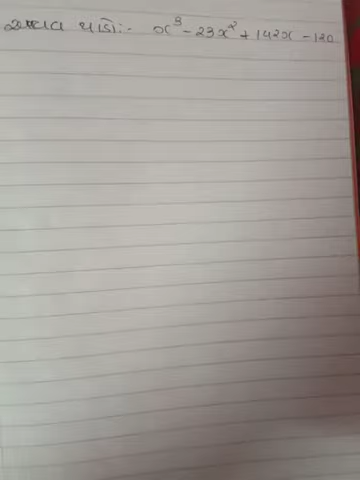 અવયવ પાડો:- x³ - 23x² + 142x - 120